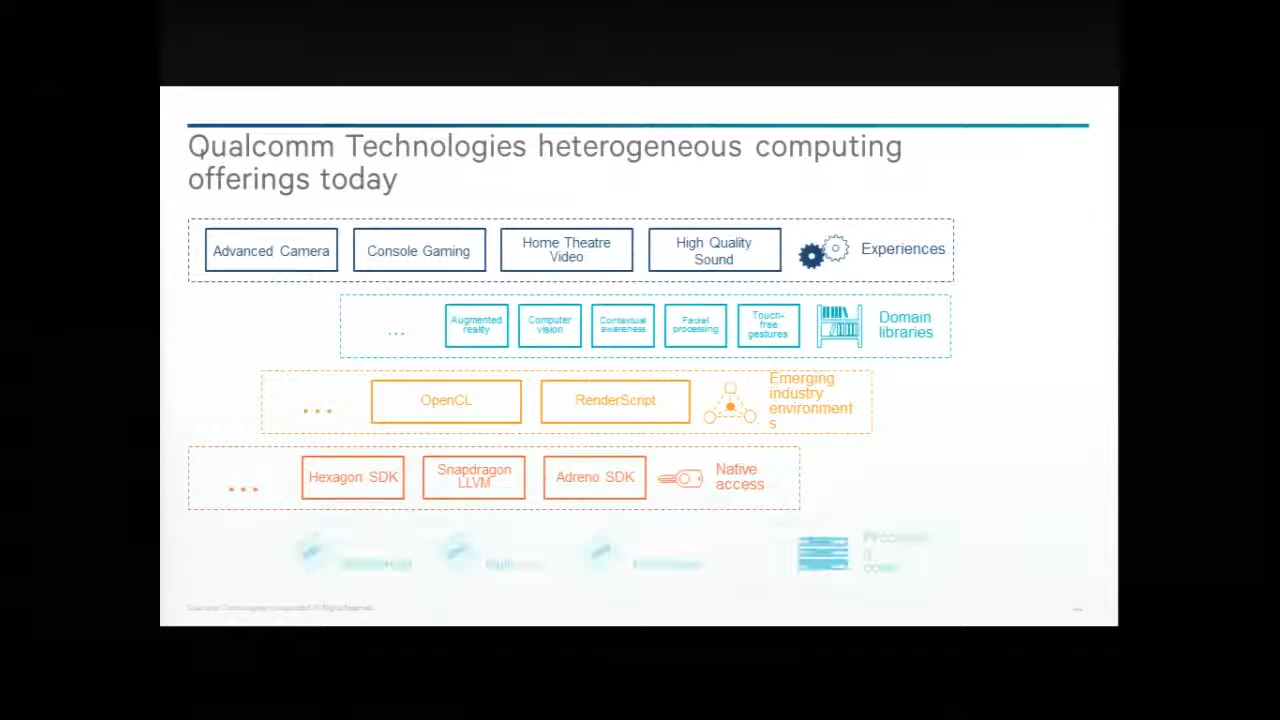 Qualcomm Technologies heterogeneous computing
offerings today
Advanced Camera
Console Gaming
Home Theatre
Video
High Quality
Sound
Experiences
...
Augmented
reality
Computer
vision
Contextual
awareness
Facial
processing
Touch-
free
gestures
Domain
libraries
...
OpenCL
RenderScript
Emerging
industry
environment
s
...
Hexagon SDK
Snapdragon
LLVM
Adreno SDK
Native
access